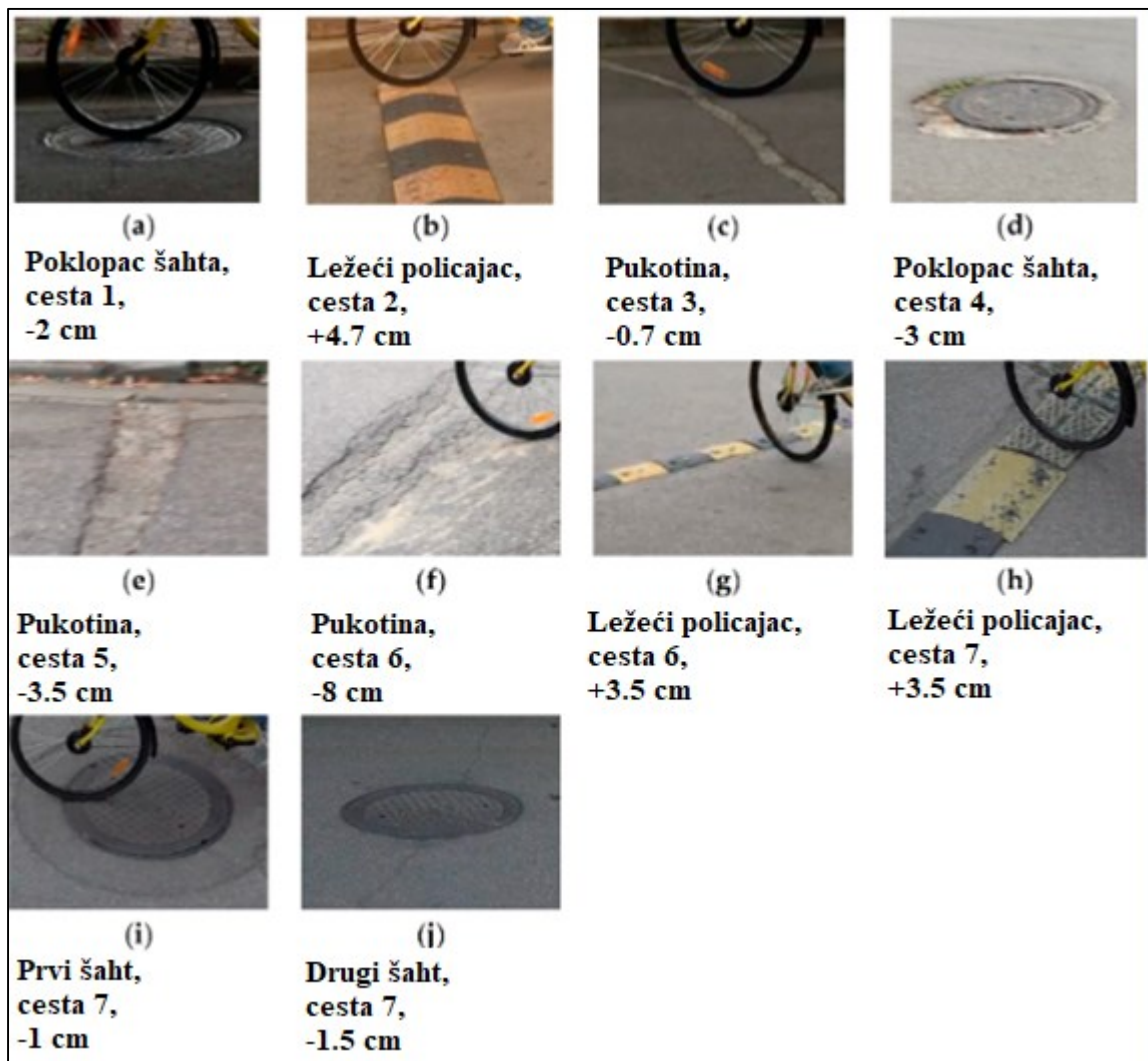 (a)
(b)
(c)
(d)
Poklopac šahta,
cesta 1,
-2 cm
Ležeći policajac,
cesta 2,
+4.7 cm
Pukotina,
cesta 3,
-0.7 cm
Poklopac šahta,
cesta 4,
-3 cm
(e)
(f)
(g)
(h)
Pukotina,
cesta 5,
-3.5 cm
Pukotina,
cesta 6,
-8 cm
Ležeći policajac,
cesta 6,
+3.5 cm
Ležeći policajac,
cesta 7,
+3.5 cm
(i)
(j)
Prvi šaht,
cesta 7,
-1 cm
Drugi šaht,
cesta 7,
-1.5 cm